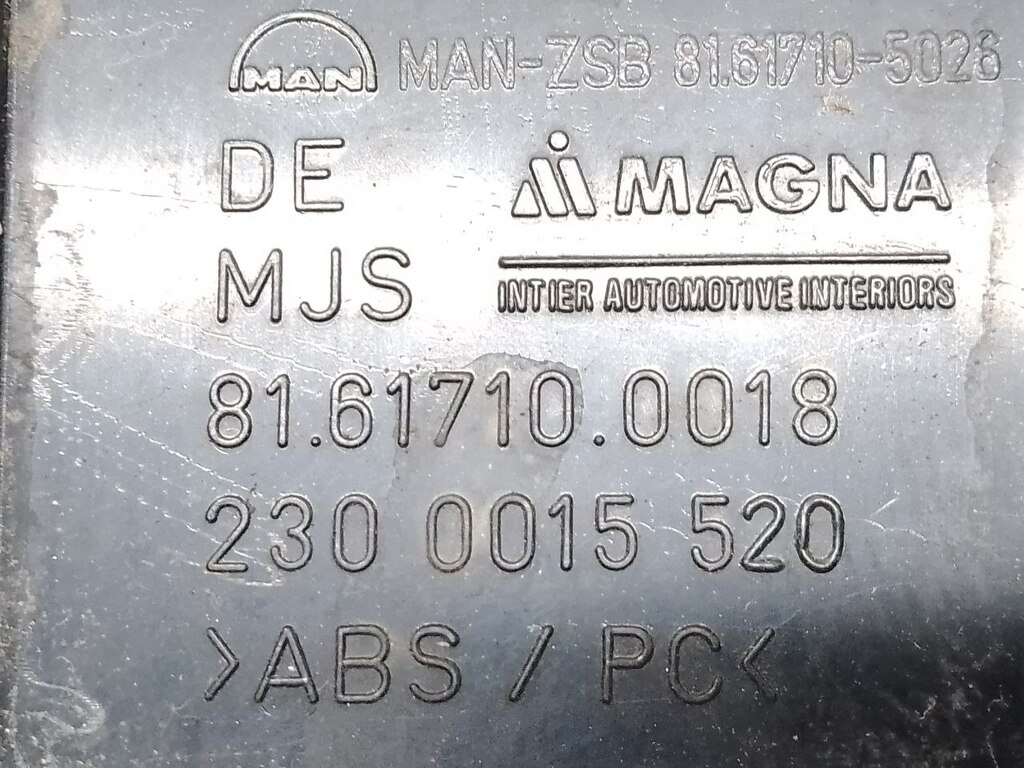 MAN MAN-ZSB 81.61710-5026
DE MAGNA
MJS INTIER AUTOMOTIVE INTERIORS
81.61710.0018
230 0015 520
>ABS / PC<